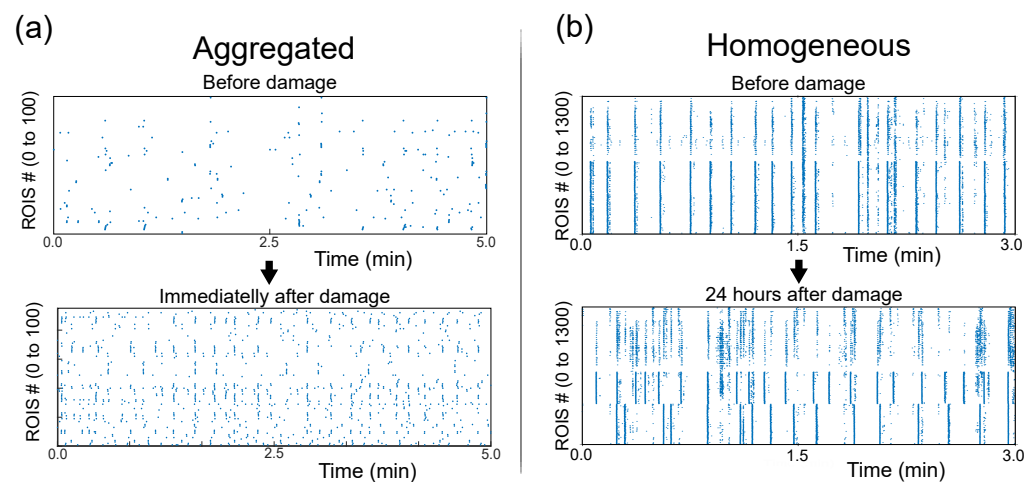 (a)
Aggregated
Before damage
ROIS # (0 to 100)
0.0 2.5 5.0
Time (min)
Immediatelly after damage
ROIS # (0 to 100)
0.0 2.5 5.0
Time (min)
(b)
Homogeneous
Before damage
ROIS # (0 to 1300)
0.0 1.5 3.0
Time (min)
24 hours after damage
ROIS # (0 to 1300)
0.0 1.5 3.0
Time (min)